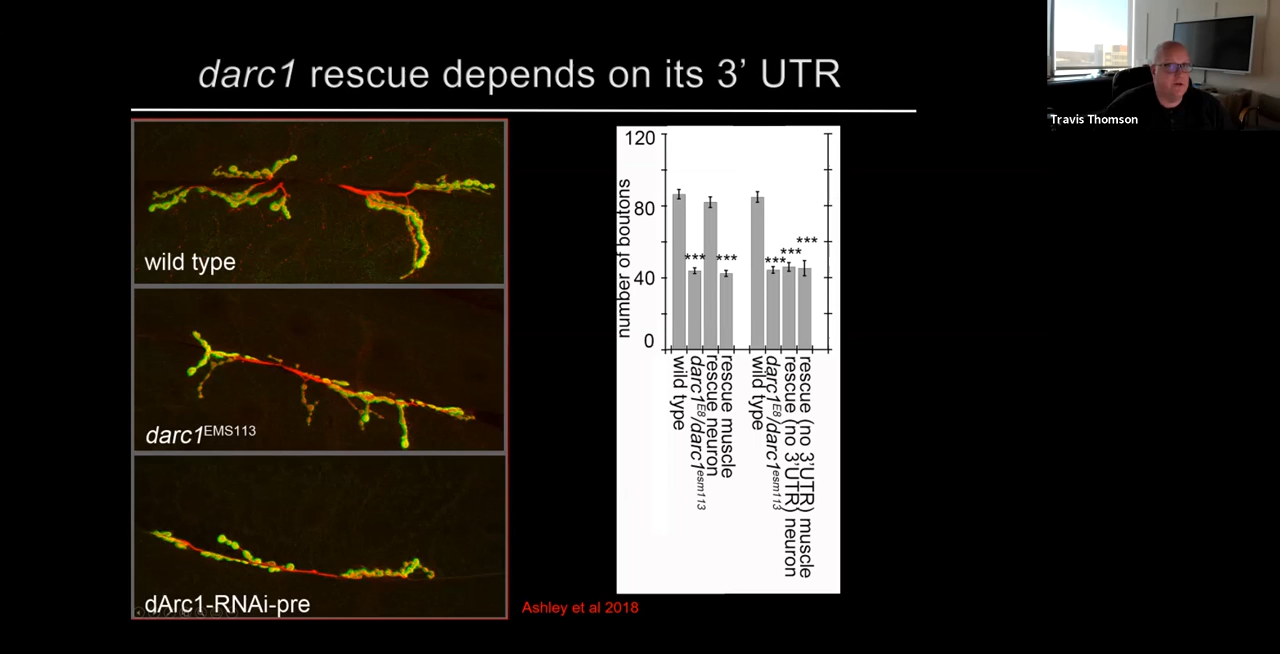 darc1 rescue depends on its 3’ UTR
Travis Thomson
wild type
darc1EMS113
dArc1-RNAi-pre
Ashley et al 2018
number of boutons
120
80
40
0
***
***
***
***
***
wild type
darc1E8/darc1esm113
rescue neuron
rescue muscle
wild type
darc1E8/darc1esm113
rescue (no 3’UTR) neuron
rescue (no 3’UTR) muscle